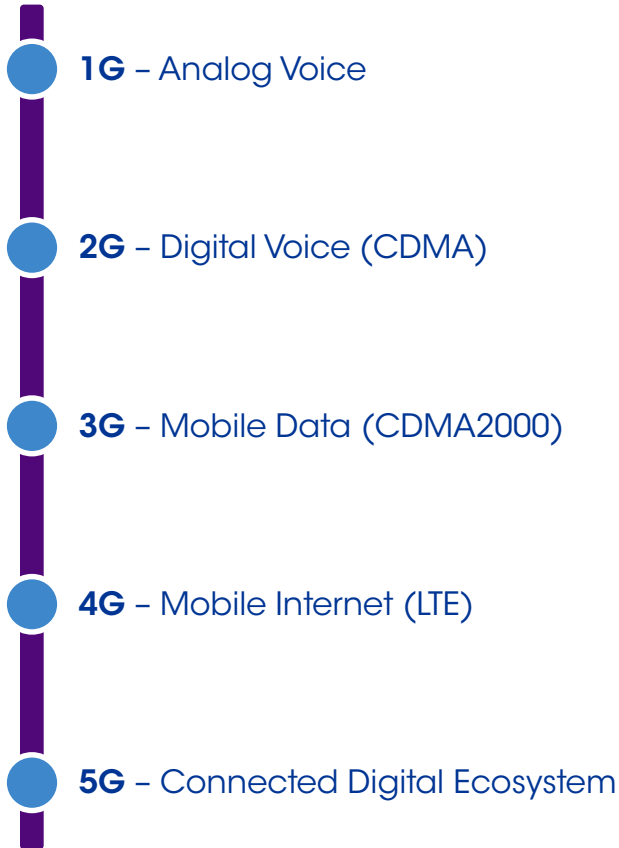 1G – Analog Voice
2G – Digital Voice (CDMA)
3G – Mobile Data (CDMA2000)
4G – Mobile Internet (LTE)
5G – Connected Digital Ecosystem